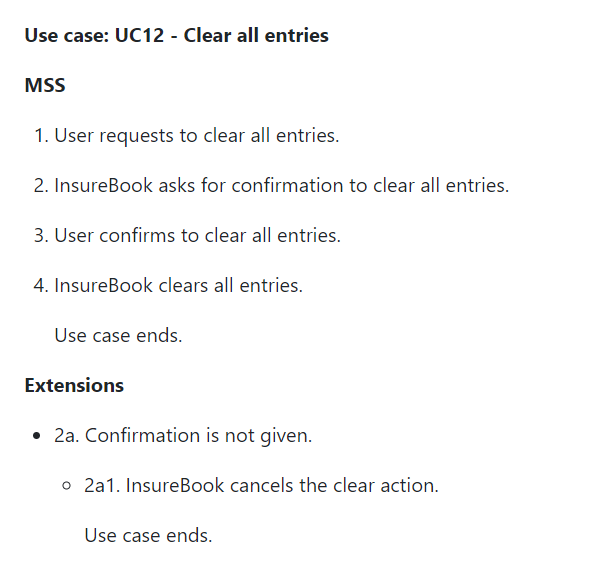 Use case: UC12 - Clear all entries
MSS
1. User requests to clear all entries.
2. InsureBook asks for confirmation to clear all entries.
3. User confirms to clear all entries.
4. InsureBook clears all entries.
Use case ends.
Extensions
• 2a. Confirmation is not given.
◦ 2a1. InsureBook cancels the clear action.
Use case ends.